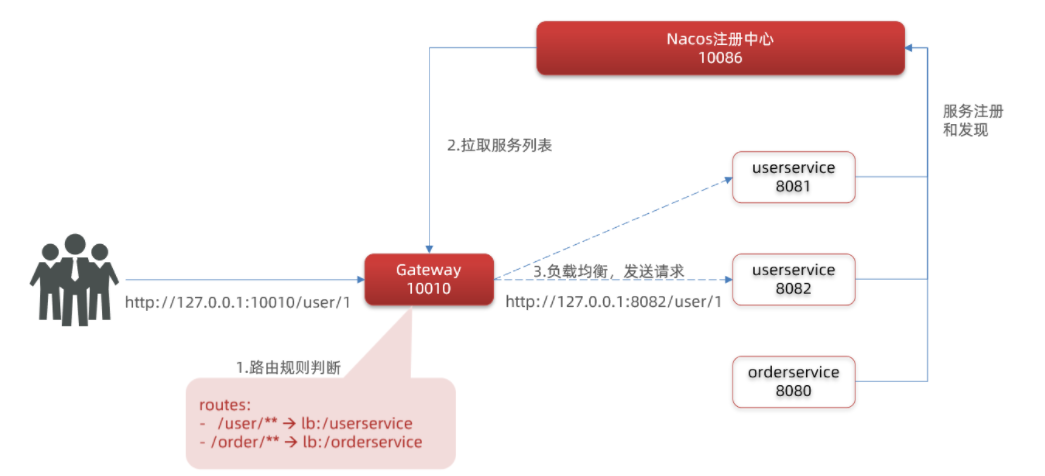 Nacos注册中心
10086
服务注册
和发现
2.拉取服务列表
userservice
8081
Gateway
10010
3.负载均衡，发送请求
userservice
8082
http://127.0.0.1:10010/user/1
http://127.0.0.1:8082/user/1
1.路由规则判断
orderservice
8080
routes:
- /user/** → lb:/userservice
- /order/** → lb:/orderservice